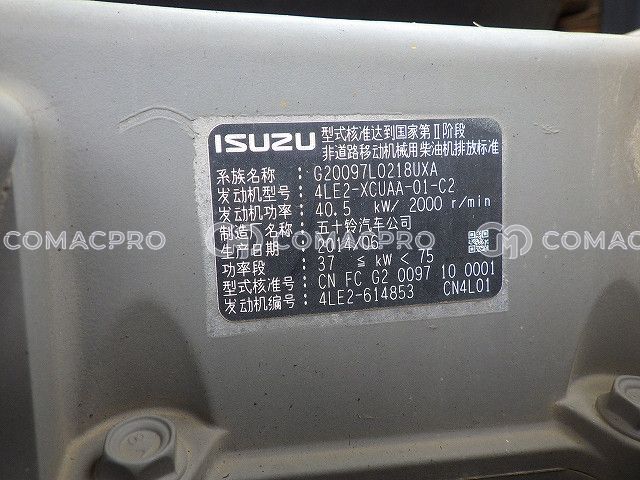 ISUZU 型式核准达到国家第Ⅱ阶段
非道路移动机械用柴油机排放标准
系族名称 : G20097L0218UXA
发动机型号: 4LE2-XCUAA-01-C2
发动机功率: 40.5 kW/ 2000 r/min
制造厂名称: 五十铃汽车公司
生产日期 : 2014/06
功率段 : 37 ≦ kW < 75
型式核准号: CN FC G2 0097 10 0001
发动机编号: 4LE2-614853 CN4L01
COMACPRO
COMACPRO
COMACPRO